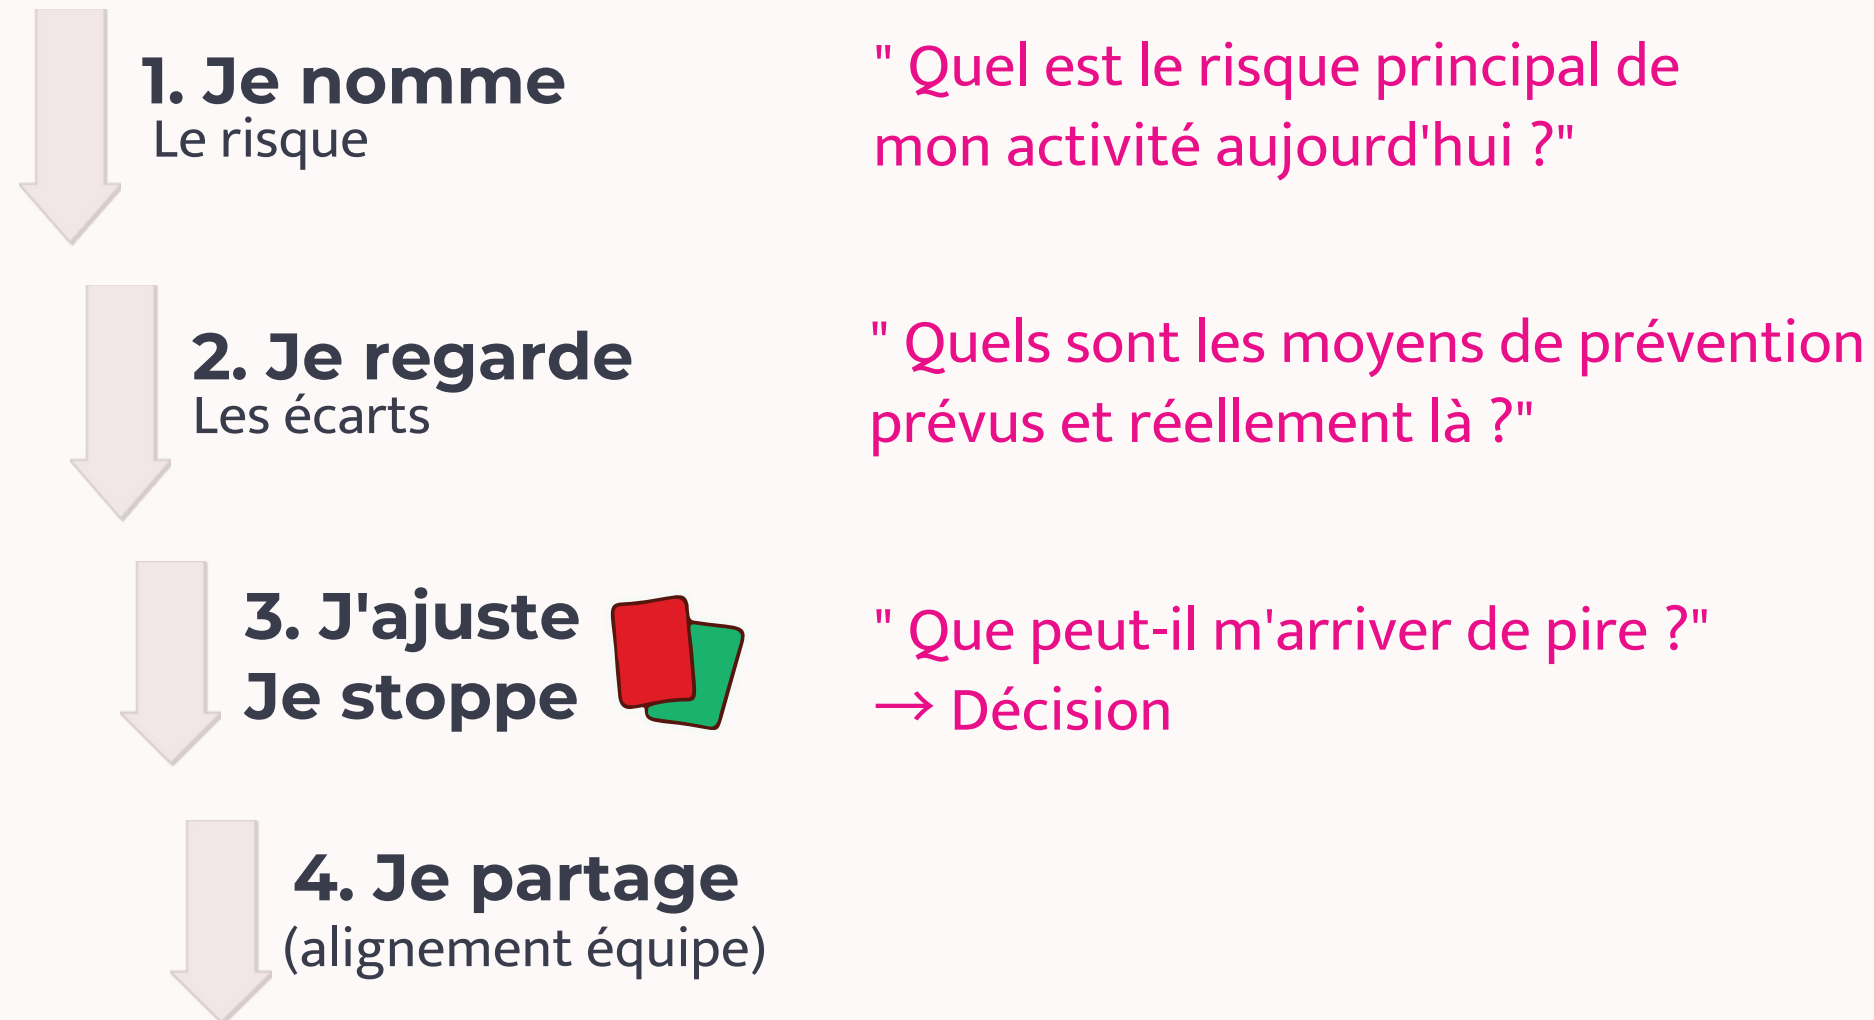 1. Je nomme
Le risque
" Quel est le risque principal de
mon activité aujourd'hui ?"
2. Je regarde
Les écarts
" Quels sont les moyens de prévention
prévus et réellement là ?"
3. J'ajuste
Je stoppe
" Que peut-il m'arriver de pire ?"
→ Décision
4. Je partage
(alignement équipe)